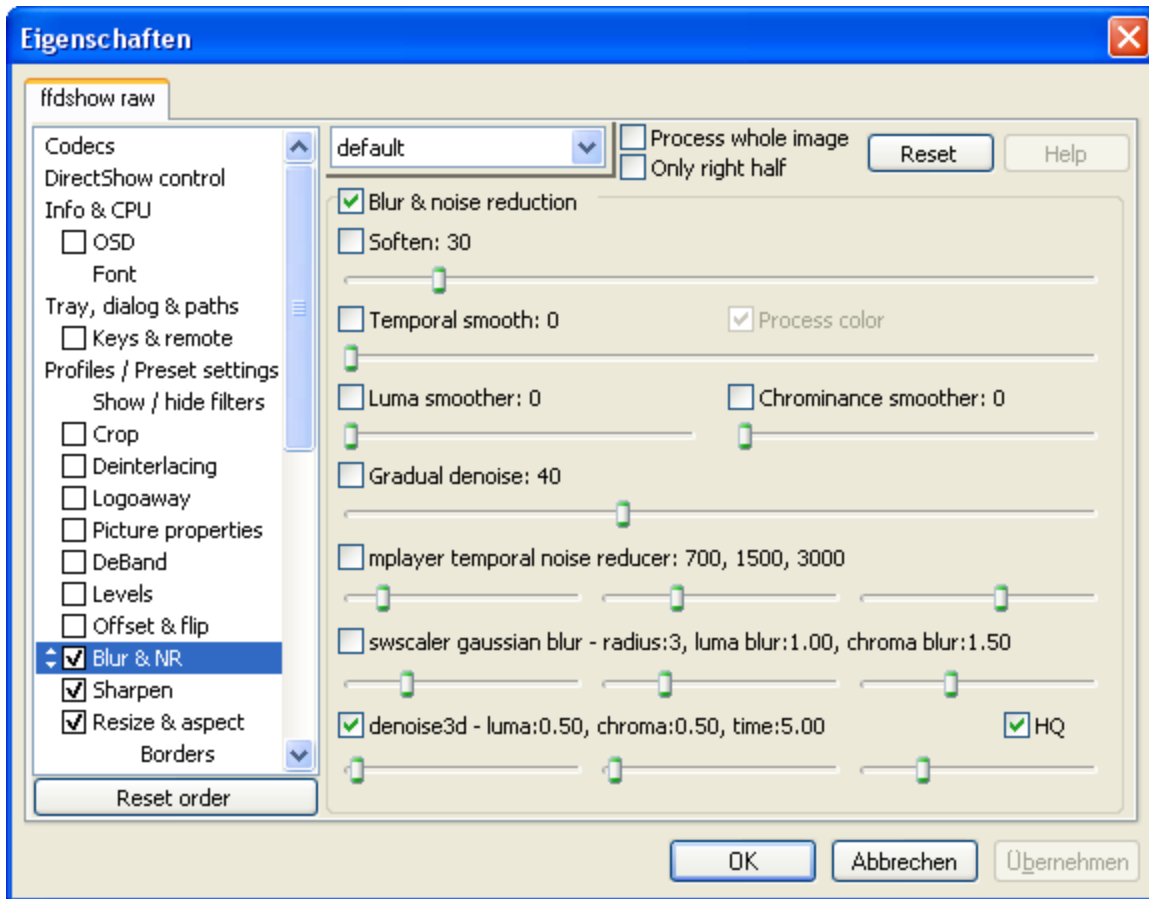 Eigenschaften
ffdshow raw
Codecs
DirectShow control
Info & CPU
OSD
Font
Tray, dialog & paths
Keys & remote
Profiles / Preset settings
Show / hide filters
Crop
Deinterlacing
Logoaway
Picture properties
DeBand
Levels
Offset & flip
Blur & NR
Sharpen
Resize & aspect
Borders
Reset order
default
Process whole image
Only right half
Reset
Help
Blur & noise reduction
Soften: 30
Temporal smooth: 0
Process color
Luma smoother: 0
Chrominance smoother: 0
Gradual denoise: 40
mplayer temporal noise reducer: 700, 1500, 3000
swscaler gaussian blur - radius:3, luma blur:1.00, chroma blur:1.50
denoise3d - luma:0.50, chroma:0.50, time:5.00
HQ
OK
Abbrechen
Übernehmen